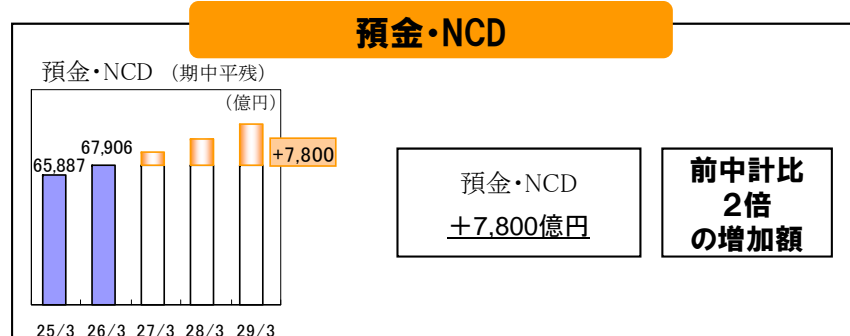 預金・NCD
預金・NCD (期中平残)
(億円)
65,887
67,906
+7,800
25/3 26/3 27/3 28/3 29/3
預金・NCD
＋7,800億円
前中計比
2倍
の増加額